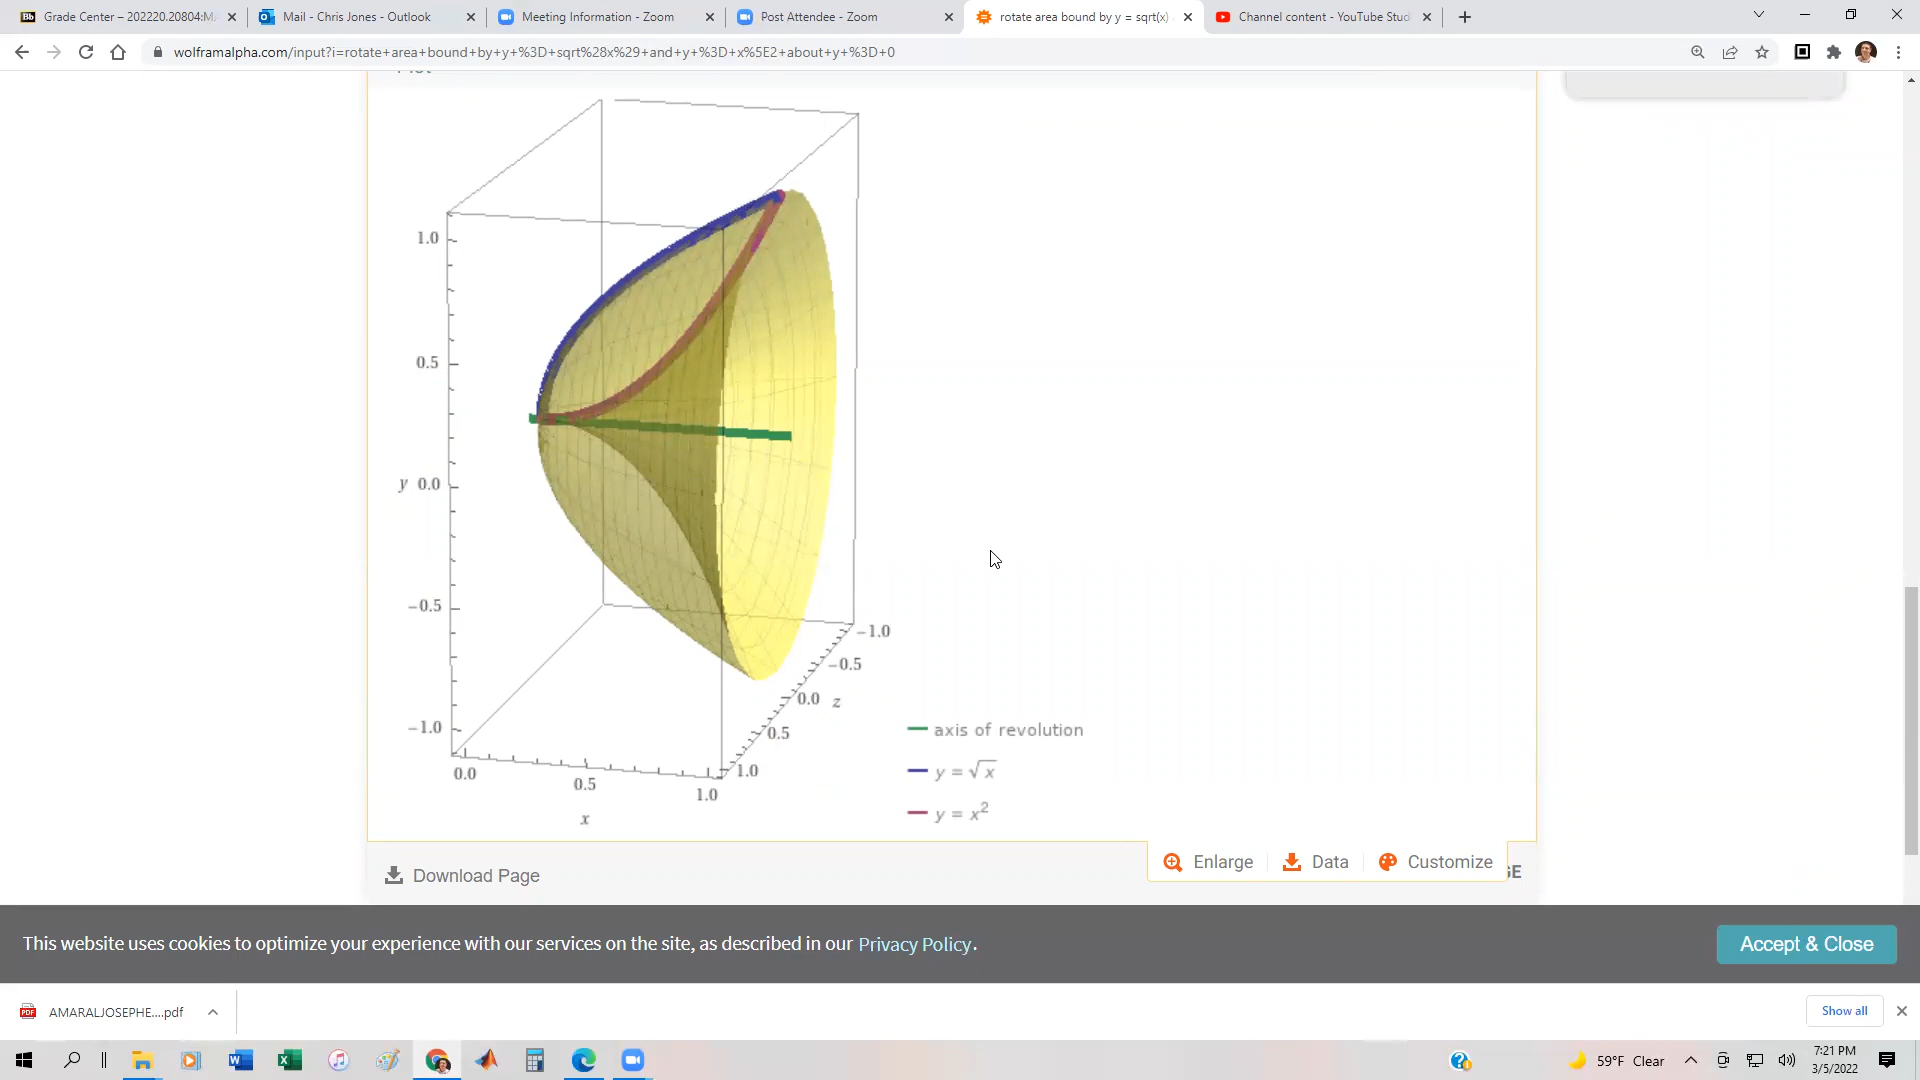 Grade Center – 202220.20804:M
Mail - Chris Jones - Outlook
Meeting Information - Zoom
Post Attendee - Zoom
rotate area bound by y = sqrt(x)
Channel content - YouTube Stud
wolframalpha.com/input?i=rotate+area+bound+by+y+%3D+sqrt%28x%29+and+y+%3D+x%5E2+about+y+%3D+0
1.0
0.5
y 0.0
−0.5
−1.0
0.0
0.5
1.0
x
−1.0
−0.5
0.0 z
0.5
1.0
axis of revolution
y = √x
y = x²
Enlarge
Data
Customize
Download Page
GE
This website uses cookies to optimize your experience with our services on the site, as described in our Privacy Policy.
Accept & Close
AMARALJOSEPHE....pdf
Show all
59°F Clear
7:21 PM
3/5/2022